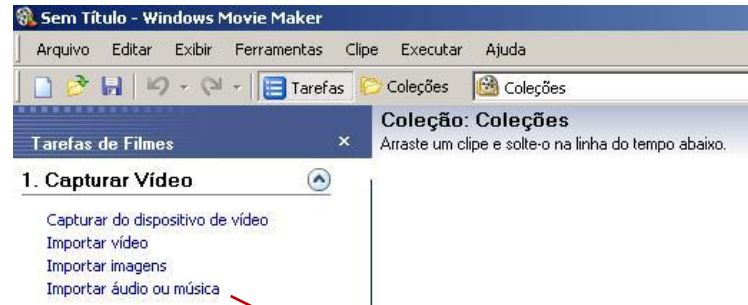 Sem Título - Windows Movie Maker
Arquivo Editar Exibir Ferramentas Clipe Executar Ajuda
Tarefas Coleções Coleções
Tarefas de Filmes
Coleção: Coleções
Arraste um clipe e solte-o na linha do tempo abaixo.
1. Capturar Vídeo
Capturar do dispositivo de vídeo
Importar vídeo
Importar imagens
Importar áudio ou música